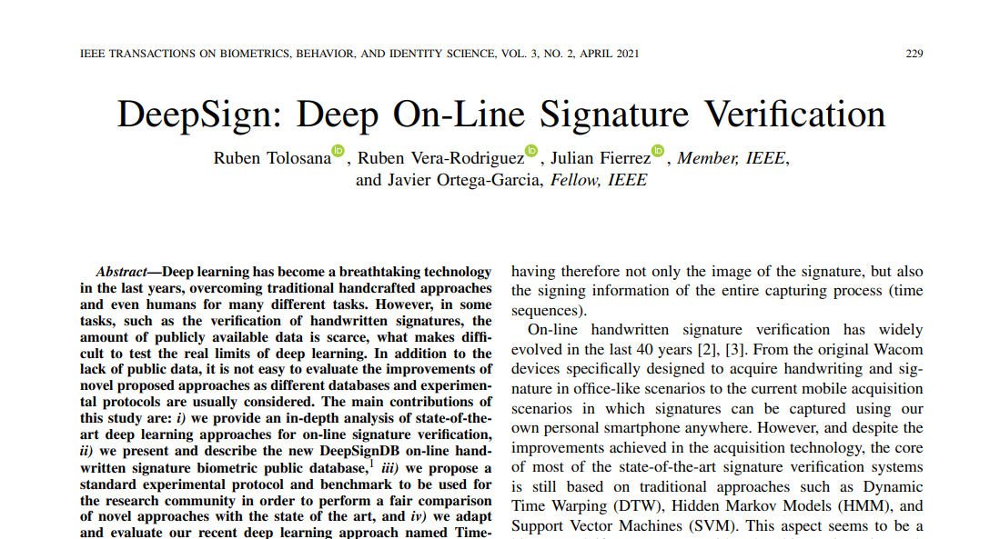 IEEE TRANSACTIONS ON BIOMETRICS, BEHAVIOR, AND IDENTITY SCIENCE, VOL. 3, NO. 2, APRIL 2021 229
DeepSign: Deep On-Line Signature Verification
Ruben Tolosana, Ruben Vera-Rodriguez, Julian Fierrez, Member, IEEE,
and Javier Ortega-Garcia, Fellow, IEEE
Abstract—Deep learning has become a breathtaking technology
in the last years, overcoming traditional handcrafted approaches
and even humans for many different tasks. However, in some
tasks, such as the verification of handwritten signatures, the
amount of publicly available data is scarce, what makes diffi-
cult to test the real limits of deep learning. In addition to the
lack of public data, it is not easy to evaluate the improvements of
novel proposed approaches as different databases and experimen-
tal protocols are usually considered. The main contributions of
this study are: i) we provide an in-depth analysis of state-of-the-
art deep learning approaches for on-line signature verification,
ii) we present and describe the new DeepSignDB on-line hand-
written signature biometric public database,1 iii) we propose a
standard experimental protocol and benchmark to be used for
the research community in order to perform a fair comparison
of novel approaches with the state of the art, and iv) we adapt
and evaluate our recent deep learning approach named Time-
having therefore not only the image of the signature, but also
the signing information of the entire capturing process (time
sequences).
On-line handwritten signature verification has widely
evolved in the last 40 years [2], [3]. From the original Wacom
devices specifically designed to acquire handwriting and sig-
nature in office-like scenarios to the current mobile acquisition
scenarios in which signatures can be captured using our
own personal smartphone anywhere. However, and despite the
improvements achieved in the acquisition technology, the core
of most of the state-of-the-art signature verification systems
is still based on traditional approaches such as Dynamic
Time Warping (DTW), Hidden Markov Models (HMM), and
Support Vector Machines (SVM). This aspect seems to be a